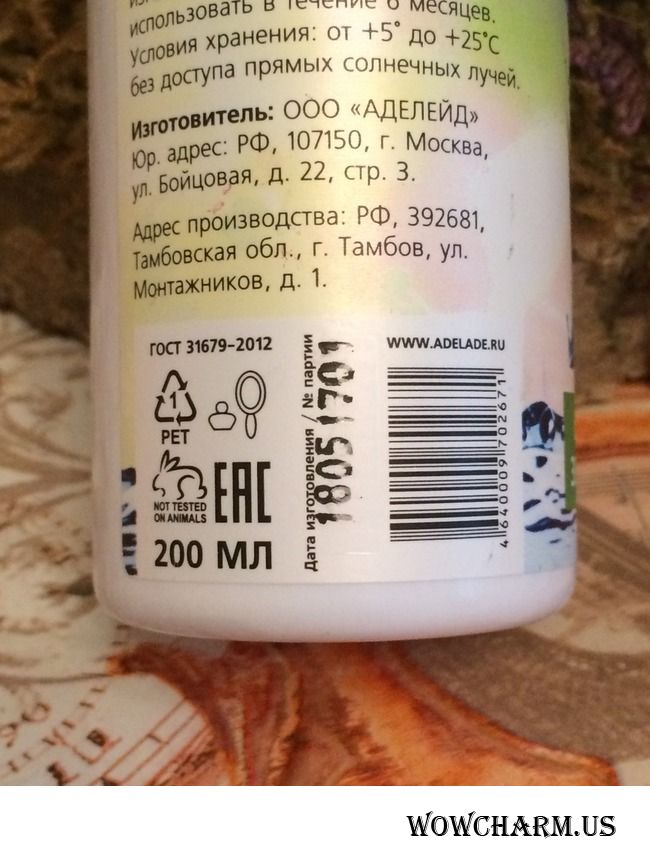 использовать в течение 6 месяцев.
Условия хранения: от +5° до +25°С
без доступа прямых солнечных лучей.
Изготовитель: ООО «АДЕЛЕЙД»
Юр. адрес: РФ, 107150, г. Москва,
ул. Бойцовая, д. 22, стр. 3.
Адрес производства: РФ, 392681,
Тамбовская обл., г. Тамбов, ул.
Монтажников, д. 1.
ГОСТ 31679-2012
1
PET
NOT TESTED
ON ANIMALS
ЕАС
200 МЛ
Дата изготовления / № партии
18051701
WWW.ADELADE.RU
4640009702671
WOWCHARM.US